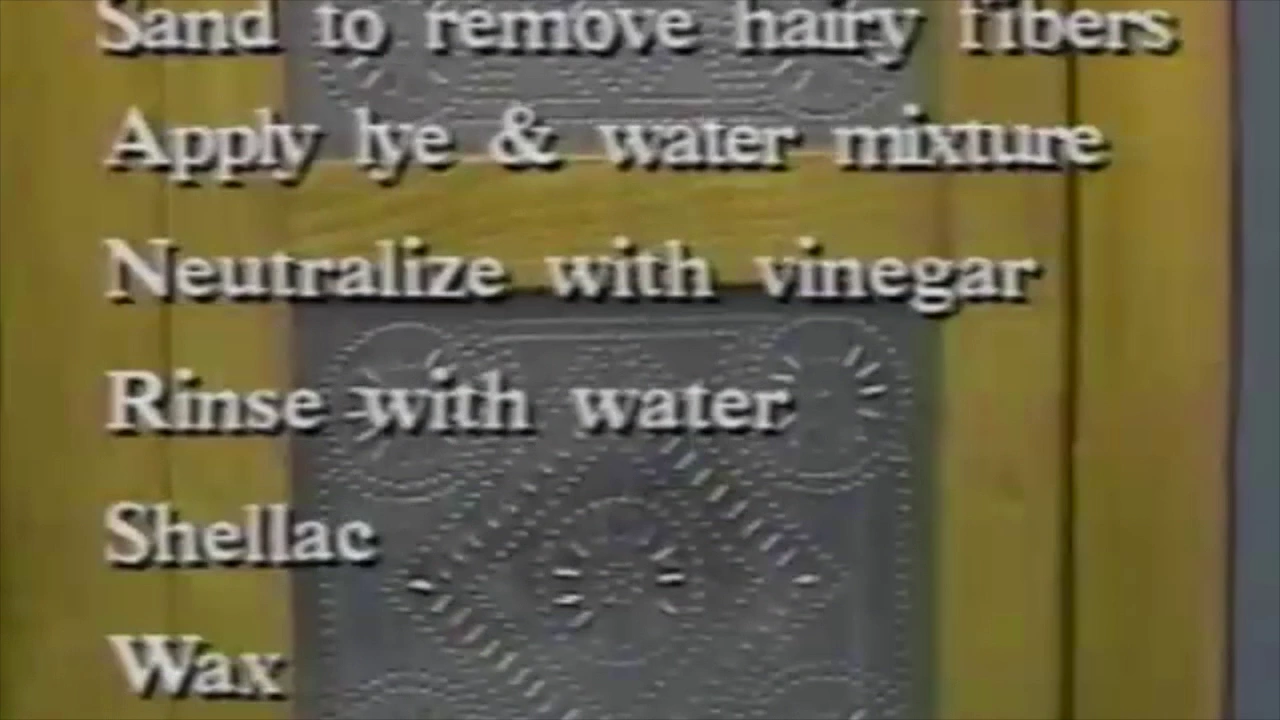 Sand to remove hairy fibers
Apply lye & water mixture
Neutralize with vinegar
Rinse with water
Shellac
Wax